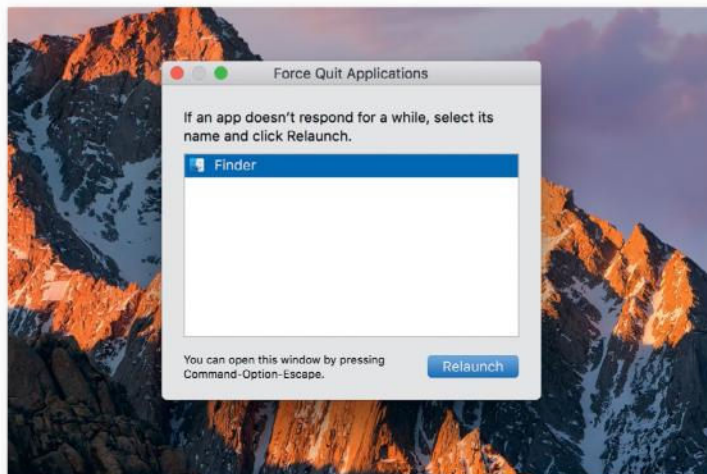 Force Quit Applications
If an app doesn't respond for a while, select its
name and click Relaunch.
Finder
You can open this window by pressing
Command-Option-Escape.
Relaunch